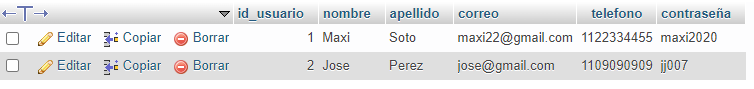 id_usuario nombre apellido correo telefono contraseña
Editar Copiar Borrar 1 Maxi Soto maxi22@gmail.com 1122334455 maxi2020
Editar Copiar Borrar 2 Jose Perez jose@gmail.com 1109090909 jj007